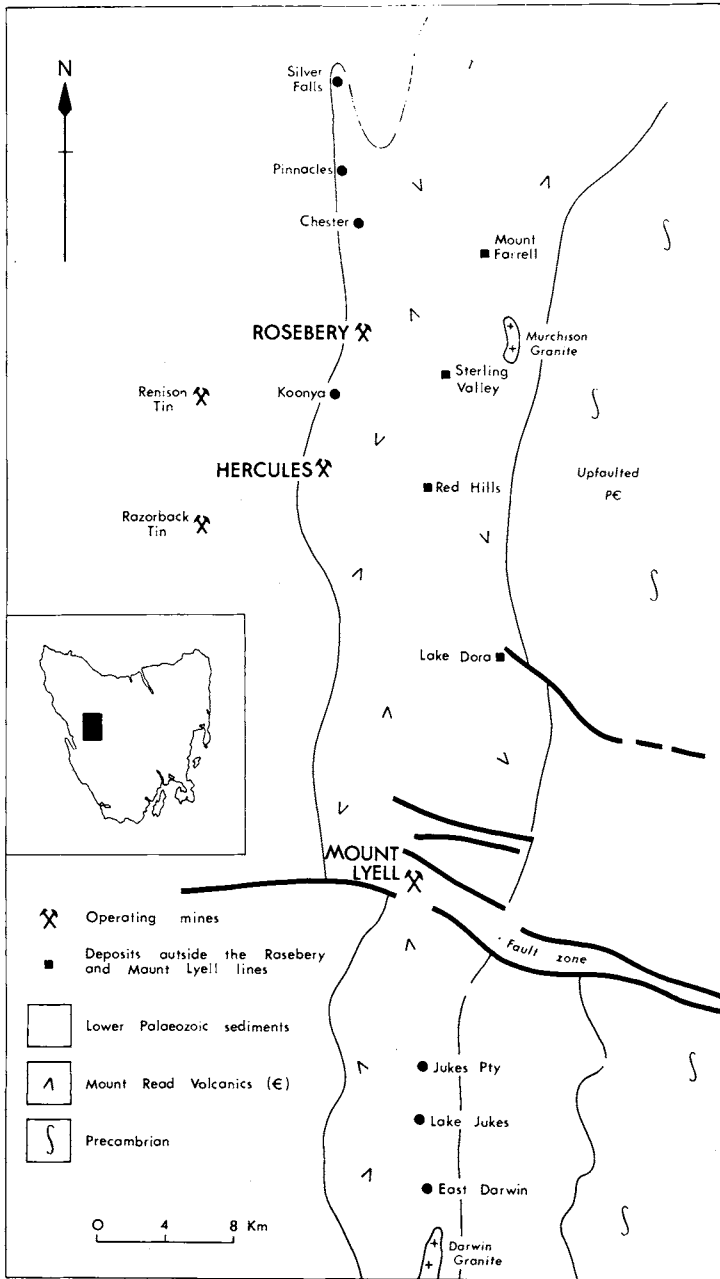 N
Silver
Falls
Pinnacles
Chester
Mount
Farrell
ROSEBERY
Murchison
Granite
Renison
Tin
Koonya
Sterling
Valley
HERCULES
Red Hills
Upfaulted
P€
Razorback
Tin
Lake Dora
MOUNT
LYELL
Operating mines
Deposits outside the Rosebery
and Mount Lyell lines
Fault zone
Lower Palaeozoic sediments
Mount Read Volcanics (€)
Precambrian
Jukes Pty
Lake Jukes
East Darwin
0 4 8 Km
Darwin
Granite